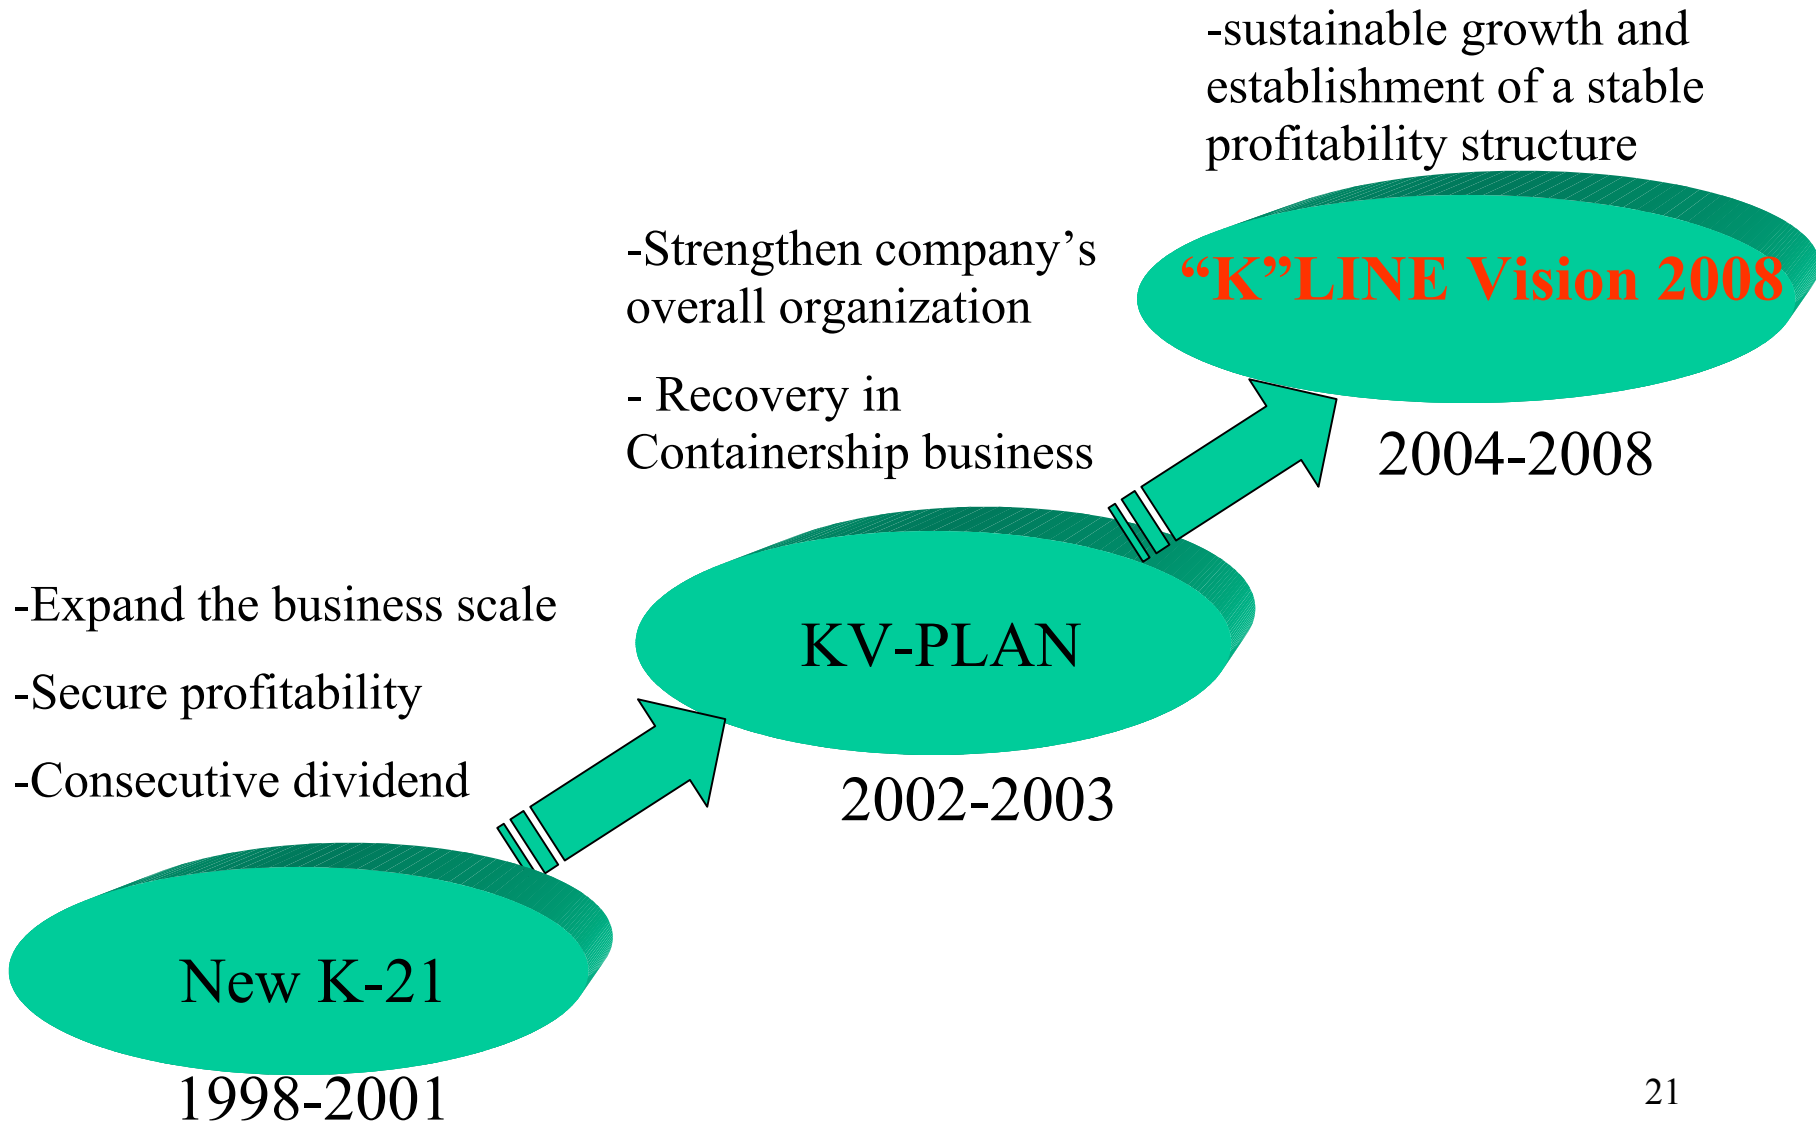 -sustainable growth and
establishment of a stable
profitability structure
“K”LINE Vision 2008
2004-2008
-Strengthen company’s
overall organization
- Recovery in
Containership business
KV-PLAN
2002-2003
-Expand the business scale
-Secure profitability
-Consecutive dividend
New K-21
1998-2001
21